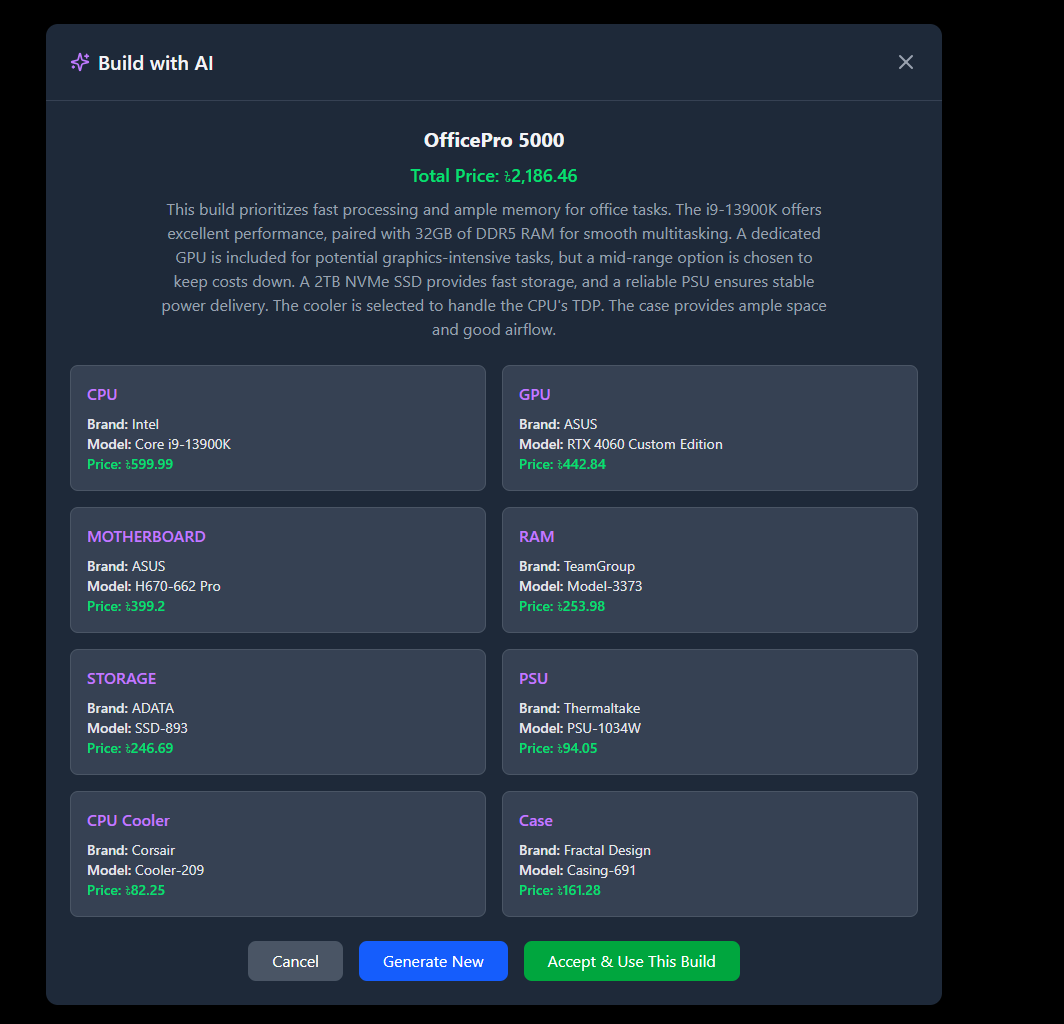 Build with AI
OfficePro 5000
Total Price: ৳2,186.46
This build prioritizes fast processing and ample memory for office tasks. The i9-13900K offers
excellent performance, paired with 32GB of DDR5 RAM for smooth multitasking. A dedicated
GPU is included for potential graphics-intensive tasks, but a mid-range option is chosen to
keep costs down. A 2TB NVMe SSD provides fast storage, and a reliable PSU ensures stable
power delivery. The cooler is selected to handle the CPU's TDP. The case provides ample space
and good airflow.
CPU
Brand: Intel
Model: Core i9-13900K
Price: ৳599.99
GPU
Brand: ASUS
Model: RTX 4060 Custom Edition
Price: ৳442.84
MOTHERBOARD
Brand: ASUS
Model: H670-662 Pro
Price: ৳399.2
RAM
Brand: TeamGroup
Model: Model-3373
Price: ৳253.98
STORAGE
Brand: ADATA
Model: SSD-893
Price: ৳246.69
PSU
Brand: Thermaltake
Model: PSU-1034W
Price: ৳94.05
CPU Cooler
Brand: Corsair
Model: Cooler-209
Price: ৳82.25
Case
Brand: Fractal Design
Model: Casing-691
Price: ৳161.28
Cancel
Generate New
Accept & Use This Build